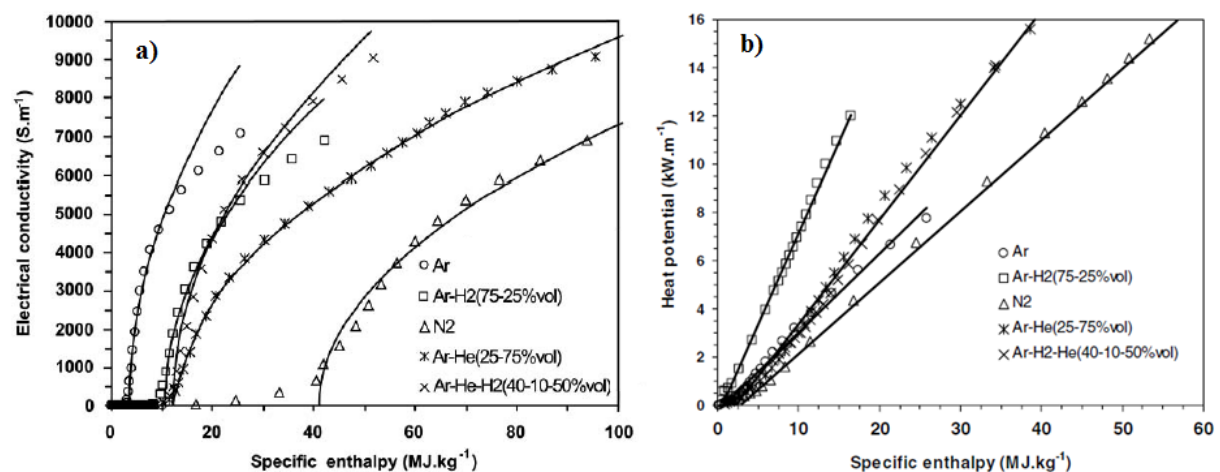 a)
Electrical conductivity (S.m⁻¹)
10000
9000
8000
7000
6000
5000
4000
3000
2000
1000
0
Ar
Ar-H2(75-25%vol)
N2
Ar-He(25-75%vol)
Ar-He-H2(40-10-50%vol)
0 20 40 60 80 100
Specific enthalpy (MJ.kg⁻¹)
b)
Heat potential (kW.m⁻¹)
16
14
12
10
8
6
4
2
0
Ar
Ar-H2(75-25%vol)
N2
Ar-He(25-75%vol)
Ar-H2-He(40-10-50%vol)
0 10 20 30 40 50 60
Specific enthalpy (MJ.kg⁻¹)